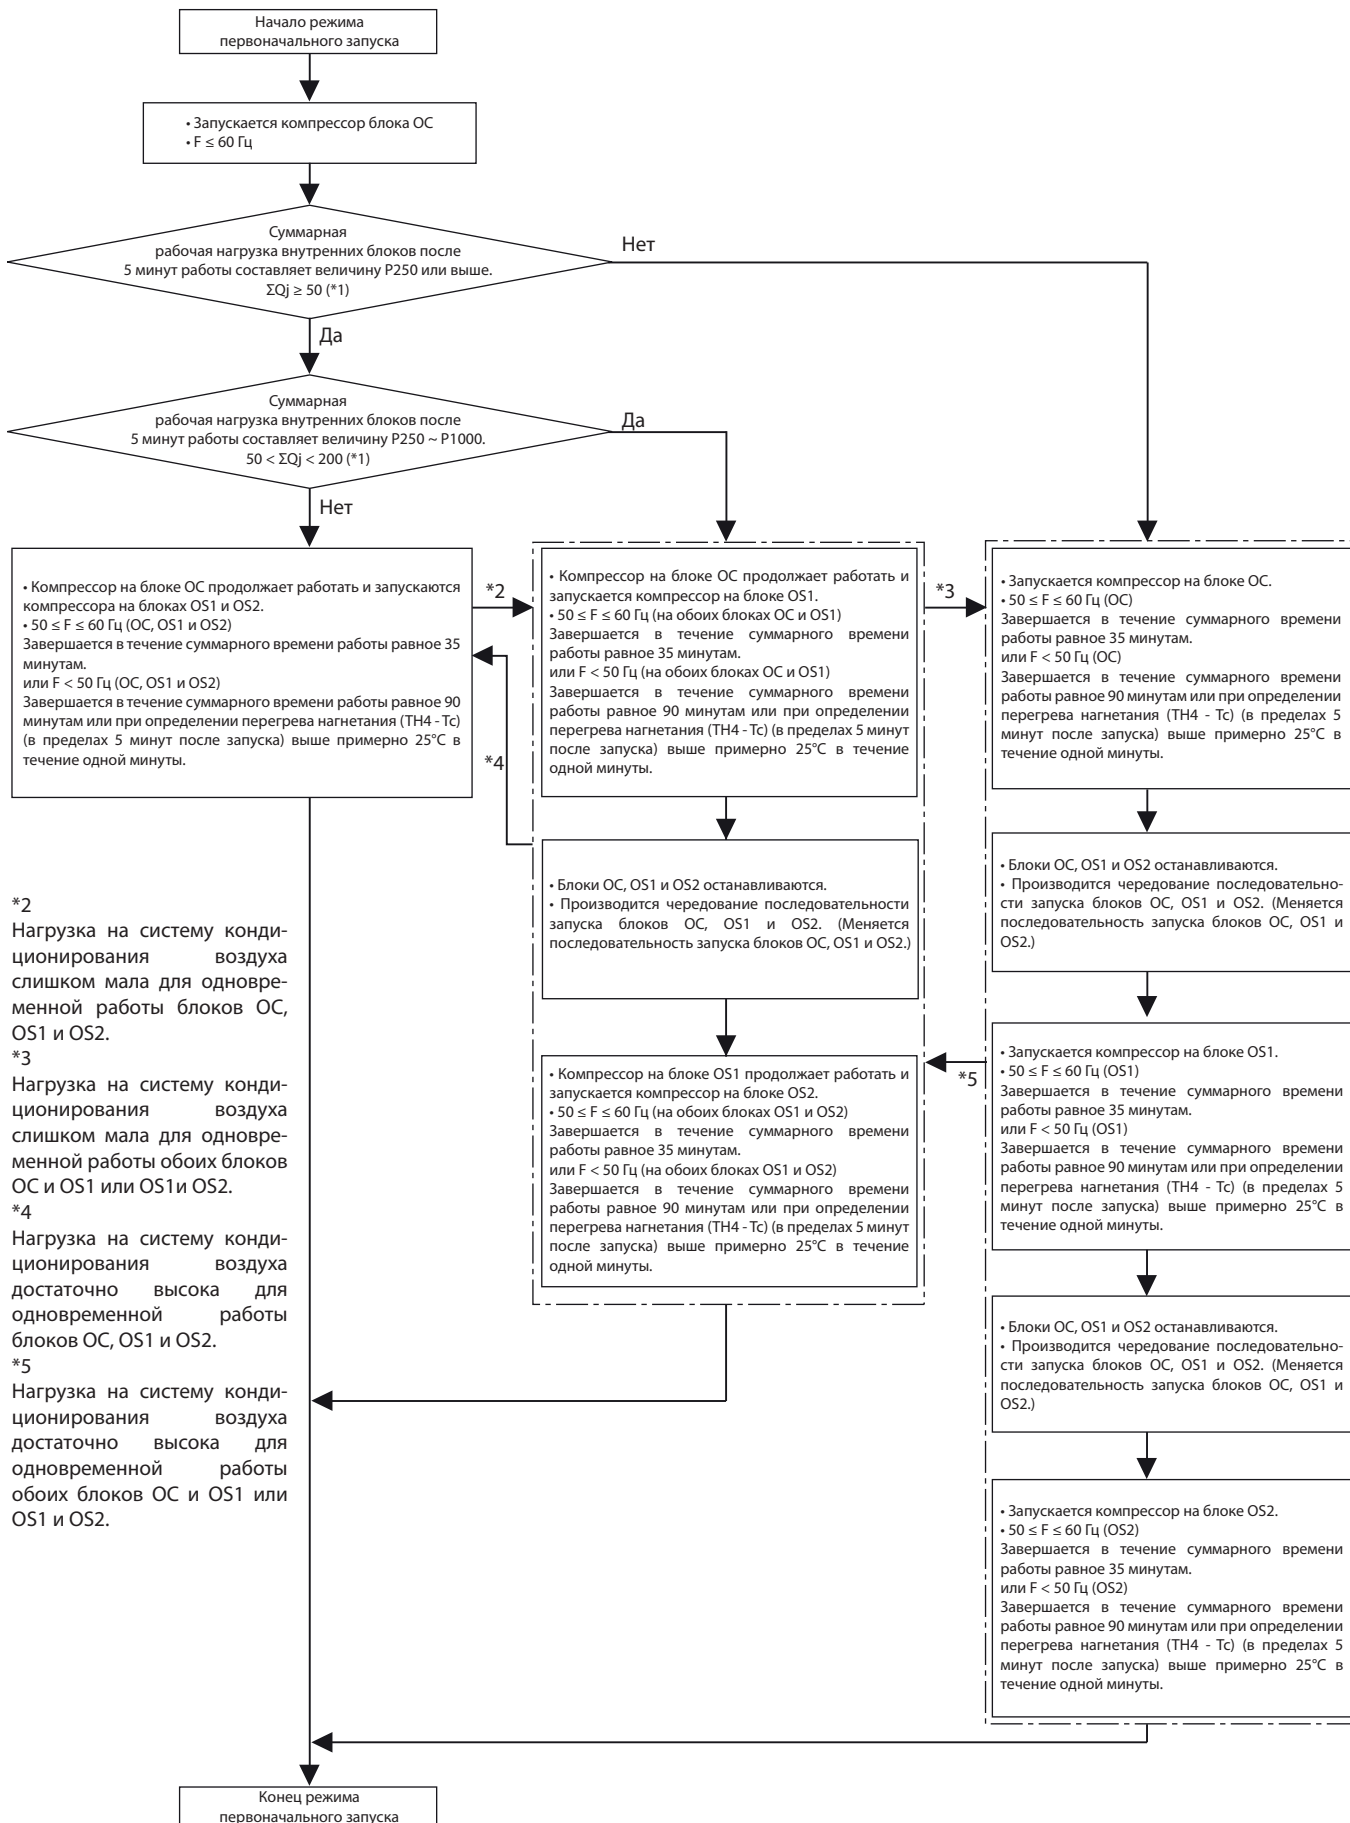 Начало режима
первоначального запуска
• Запускается компрессор блока ОС
• F ≤ 60 Гц
Суммарная
рабочая нагрузка внутренних блоков после
5 минут работы составляет величину P250 или выше.
ΣQj ≥ 50 (*1)
Нет
Да
Суммарная
рабочая нагрузка внутренних блоков после
5 минут работы составляет величину P250 ~ P1000.
50 < ΣQj < 200 (*1)
Да
Нет
• Компрессор на блоке ОС продолжает работать и запускаются
компрессора на блоках OS1 и OS2.
• 50 ≤ F ≤ 60 Гц (ОС, OS1 и OS2)
Завершается в течение суммарного времени работы равное 35
минутам.
или F < 50 Гц (ОС, OS1 и OS2)
Завершается в течение суммарного времени работы равное 90
минутам или при определении перегрева нагнетания (TH4 - Tc)
(в пределах 5 минут после запуска) выше примерно 25°C в
течение одной минуты.
*2
*4
• Компрессор на блоке ОС продолжает работать и
запускается компрессор на блоке OS1.
• 50 ≤ F ≤ 60 Гц (на обоих блоках ОС и OS1)
Завершается в течение суммарного времени
работы равное 35 минутам.
или F < 50 Гц (на обоих блоках ОС и OS1)
Завершается в течение суммарного времени
работы равное 90 минутам или при определении
перегрева нагнетания (TH4 - Tc) (в пределах 5 минут
после запуска) выше примерно 25°C в течение
одной минуты.
*3
• Запускается компрессор на блоке ОС.
• 50 ≤ F ≤ 60 Гц (ОС)
Завершается в течение суммарного времени
работы равное 35 минутам.
или F < 50 Гц (ОС)
Завершается в течение суммарного времени
работы равное 90 минутам или при определении
перегрева нагнетания (TH4 - Tc) (в пределах 5
минут после запуска) выше примерно 25°C в
течение одной минуты.
• Блоки ОС, OS1 и OS2 останавливаются.
• Производится чередование последовательности
запуска блоков ОС, OS1 и OS2. (Меняется
последовательность запуска блоков ОС, OS1 и OS2.)
• Блоки ОС, OS1 и OS2 останавливаются.
• Производится чередование последовательно-
сти запуска блоков ОС, OS1 и OS2. (Меняется
последовательность запуска блоков ОС, OS1 и
OS2.)
• Компрессор на блоке OS1 продолжает работать и
запускается компрессор на блоке OS2.
• 50 ≤ F ≤ 60 Гц (на обоих блоках OS1 и OS2)
Завершается в течение суммарного времени
работы равное 35 минутам.
или F < 50 Гц (на обоих блоках OS1 и OS2)
Завершается в течение суммарного времени
работы равное 90 минутам или при определении
перегрева нагнетания (TH4 - Tc) (в пределах 5 минут
после запуска) выше примерно 25°C в течение
одной минуты.
*5
• Запускается компрессор на блоке OS1.
• 50 ≤ F ≤ 60 Гц (OS1)
Завершается в течение суммарного времени
работы равное 35 минутам.
или F < 50 Гц (OS1)
Завершается в течение суммарного времени
работы равное 90 минутам или при определении
перегрева нагнетания (TH4 - Tc) (в пределах 5
минут после запуска) выше примерно 25°C в
течение одной минуты.
• Блоки ОС, OS1 и OS2 останавливаются.
• Производится чередование последовательно-
сти запуска блоков ОС, OS1 и OS2. (Меняется
последовательность запуска блоков ОС, OS1 и
OS2.)
• Запускается компрессор на блоке OS2.
• 50 ≤ F ≤ 60 Гц (OS2)
Завершается в течение суммарного времени
работы равное 35 минутам.
или F < 50 Гц (OS2)
Завершается в течение суммарного времени
работы равное 90 минутам или при определении
перегрева нагнетания (TH4 - Tc) (в пределах 5
минут после запуска) выше примерно 25°C в
течение одной минуты.
*2
Нагрузка на систему конди-
ционирования воздуха
слишком мала для одновре-
менной работы блоков ОС,
OS1 и OS2.
*3
Нагрузка на систему конди-
ционирования воздуха
слишком мала для одновре-
менной работы обоих блоков
ОС и OS1 или OS1и OS2.
*4
Нагрузка на систему конди-
ционирования воздуха
достаточно высока для
одновременной работы
блоков ОС, OS1 и OS2.
*5
Нагрузка на систему конди-
ционирования воздуха
достаточно высока для
одновременной работы
обоих блоков ОС и OS1 или
OS1 и OS2.
Конец режима
первоначального запуска